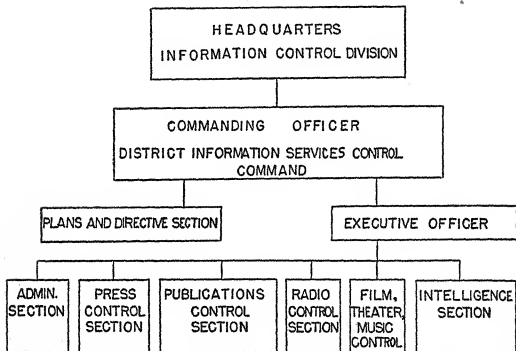 HEADQUARTERS
INFORMATION CONTROL DIVISION
COMMANDING OFFICER
DISTRICT INFORMATION SERVICES CONTROL
COMMAND
PLANS AND DIRECTIVE SECTION
EXECUTIVE OFFICER
ADMIN.
SECTION
PRESS
CONTROL
SECTION
PUBLICATIONS
CONTROL
SECTION
RADIO
CONTROL
SECTION
FILM,
THEATER,
MUSIC
CONTROL
INTELLIGENCE
SECTION